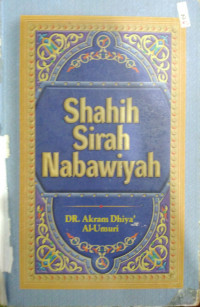 Shahih
Sirah
Nabawiyah
DR. Akram Dhiya'
Al-Umuri